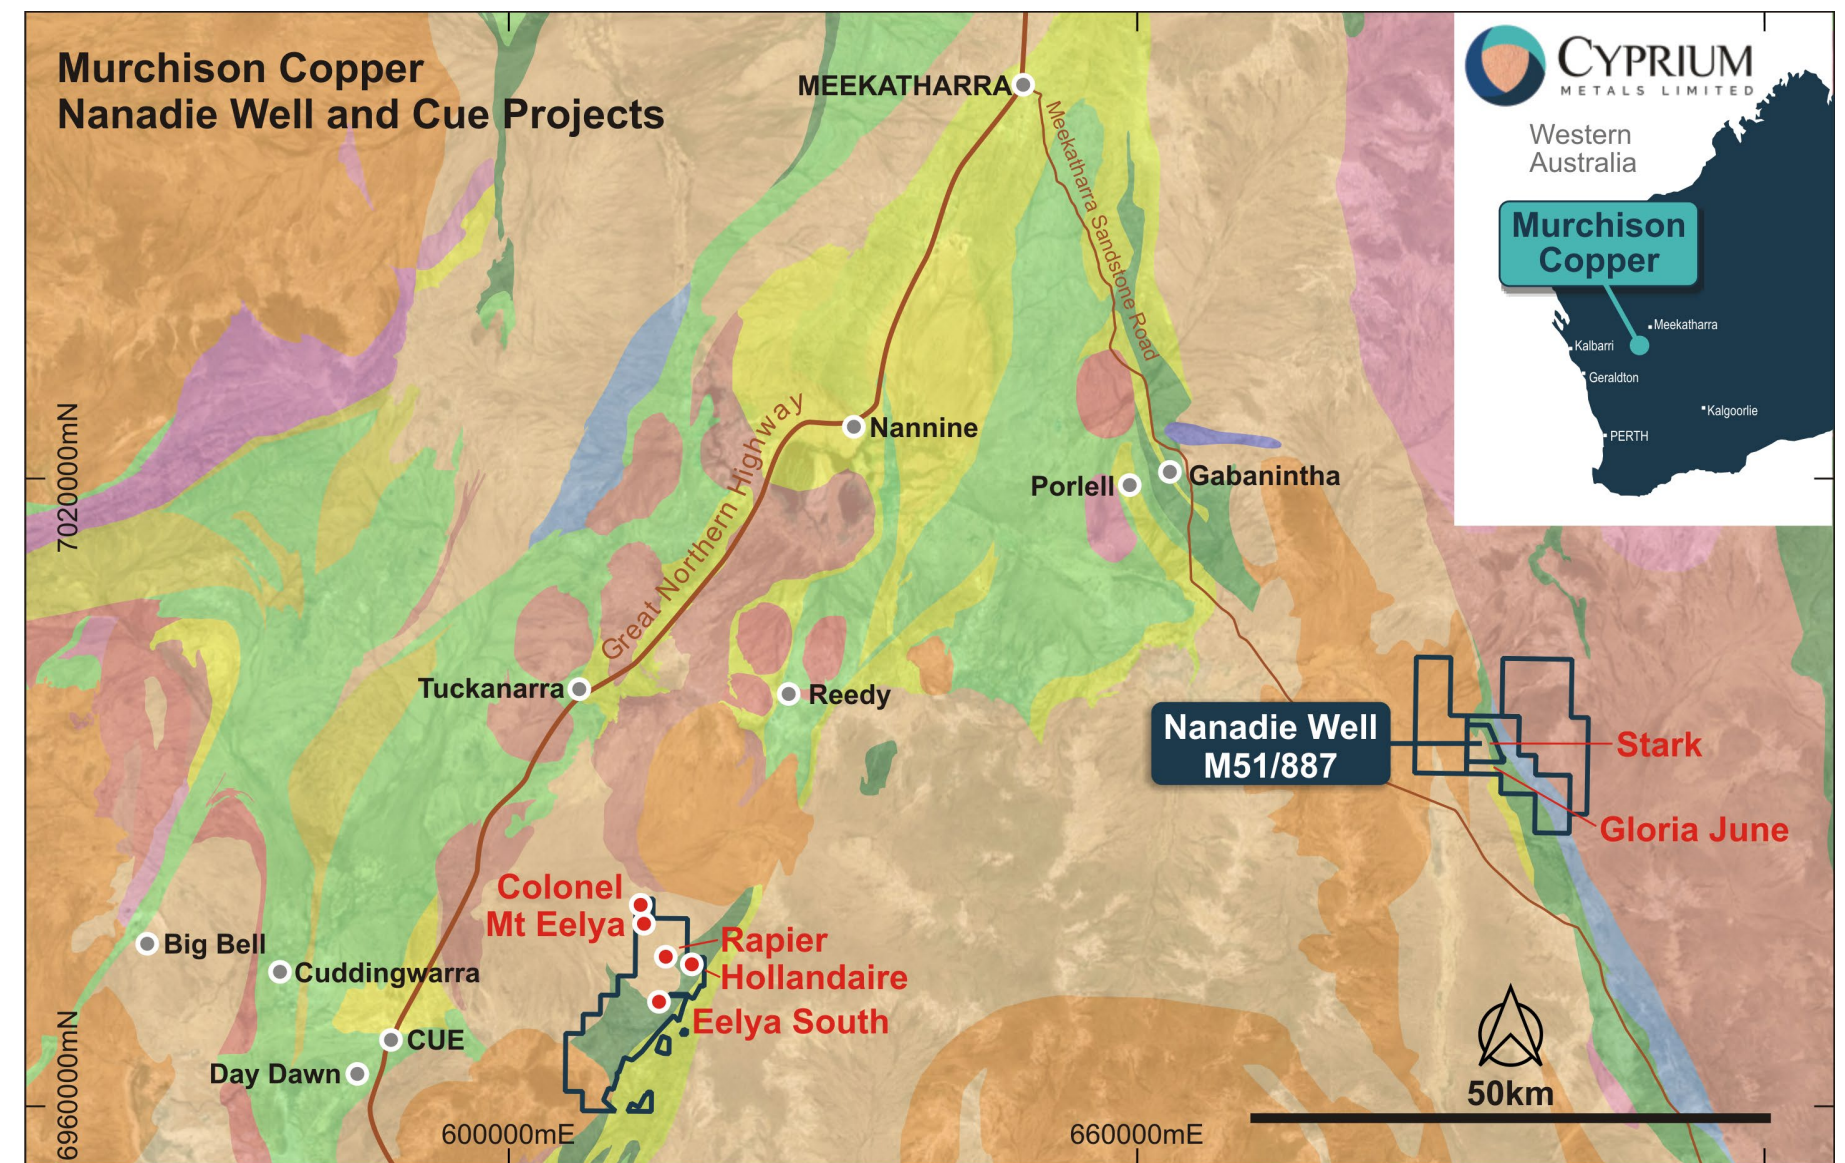 Murchison Copper
Nanadie Well and Cue Projects
CYPRIUM
METALS LIMITED
Western
Australia
Murchison
Copper
Meekatharra
Kalbarri
Geraldton
Kalgoorlie
PERTH
MEEKATHARRA
Meekatharra Sandstone Road
Great Northern Highway
Nannine
Porlell
Gabanintha
7020000mN
Tuckanarra
Reedy
Nanadie Well
M51/887
Stark
Gloria June
Colonel
Mt Eelya
Rapier
Hollandaire
Eelya South
Big Bell
Cuddingwarra
CUE
Day Dawn
6960000mN
600000mE
660000mE
50km